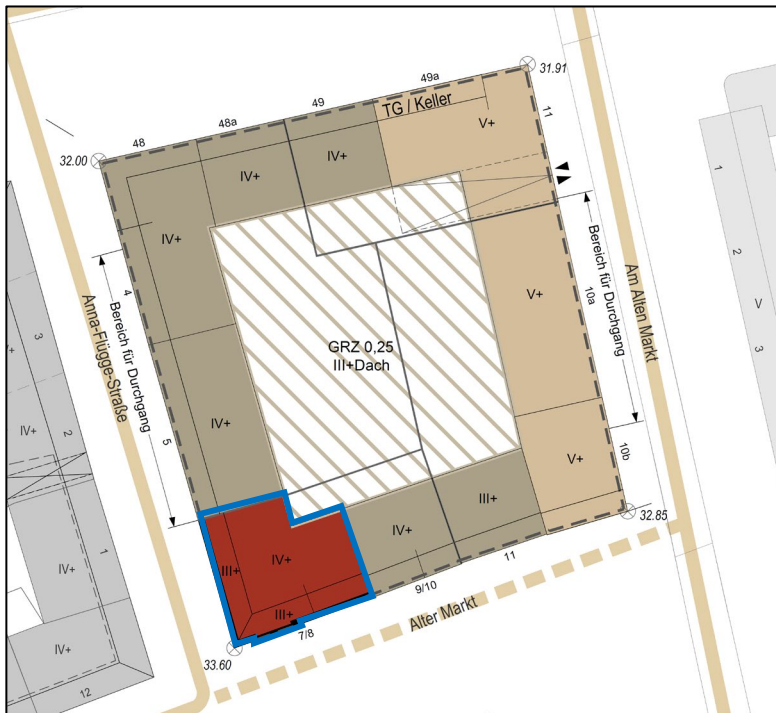 31.91
49a
49
TG / Keller
11
48a
V+
48
IV+
32.00
IV+
1
IV+
2
Bereich für Durchgang
V+
10a
V
4
Bereich für Durchgang
Am Alten Markt
3
3
GRZ 0,25
III+Dach
Anna-Flügge-Straße
IV+
2
5
IV+
V+
10b
III+
32.85
IV+
III+
IV+
1
IV+
9/10
11
III+
7/8
Alter Markt
IV+
33.60
12